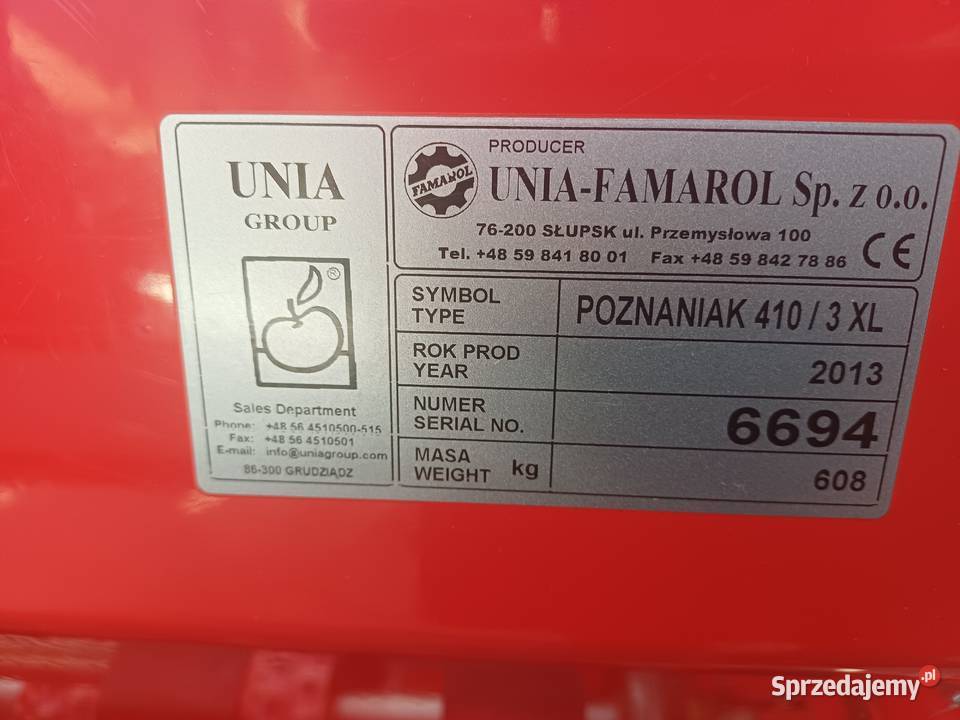 UNIA
GROUP
®
Sales Department
Phone: +48 56 4510500-515
Fax: +48 56 4510501
E-mail: info@uniagroup.com
86-300 GRUDZIĄDZ
FAMAROL
PRODUCER
UNIA-FAMAROL Sp. z o.o.
76-200 SŁUPSK ul. Przemysłowa 100
Tel. +48 59 841 80 01 Fax +48 59 842 78 86
CE
SYMBOL
TYPE
POZNANIAK 410 / 3 XL
ROK PROD
YEAR
2013
NUMER
SERIAL NO.
6694
MASA
WEIGHT kg
608
Sprzedajemy.pl